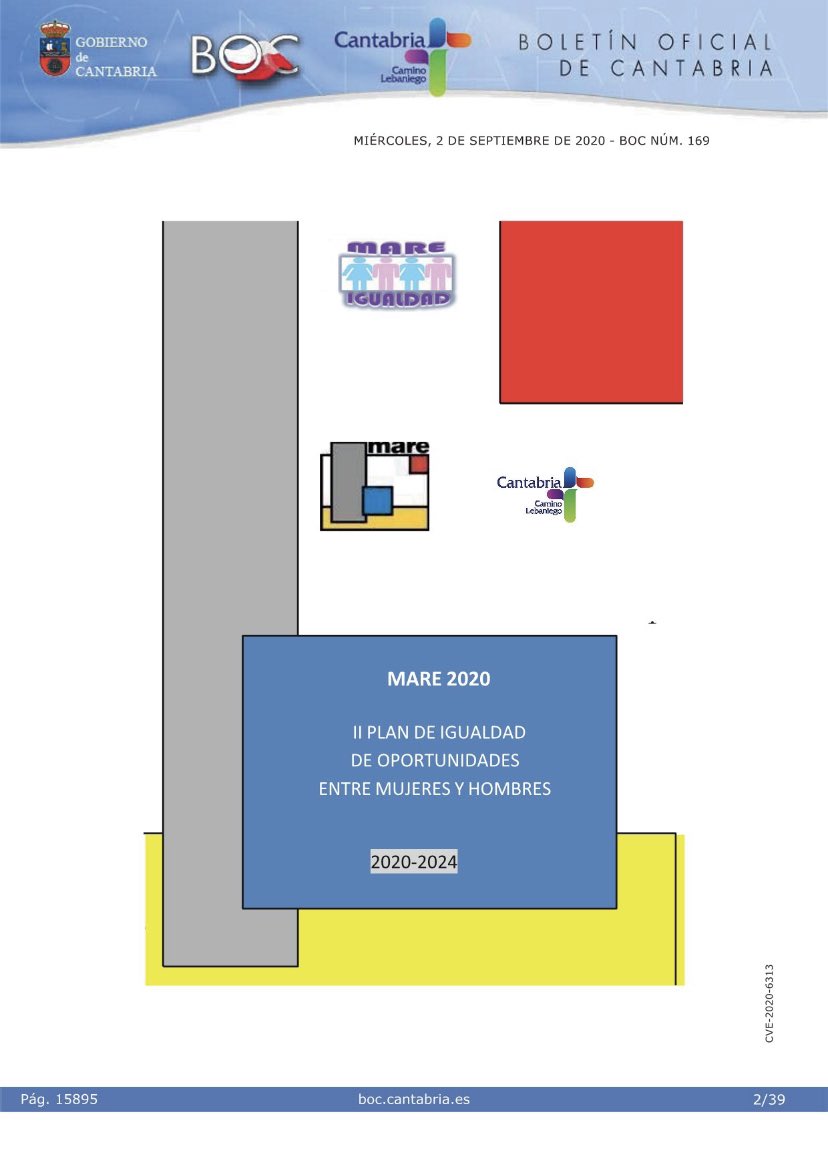 GOBIERNO
de
CANTABRIA
BOC
Cantabria
Camino
Lebaniego
BOLETÍN OFICIAL
DE CANTABRIA
MIÉRCOLES, 2 DE SEPTIEMBRE DE 2020 - BOC NÚM. 169
MARE
IGUALDAD
mare
Cantabria
Camino
Lebaniego
MARE 2020
II PLAN DE IGUALDAD
DE OPORTUNIDADES
ENTRE MUJERES Y HOMBRES
2020-2024
CVE-2020-6313
Pág. 15895
boc.cantabria.es
2/39